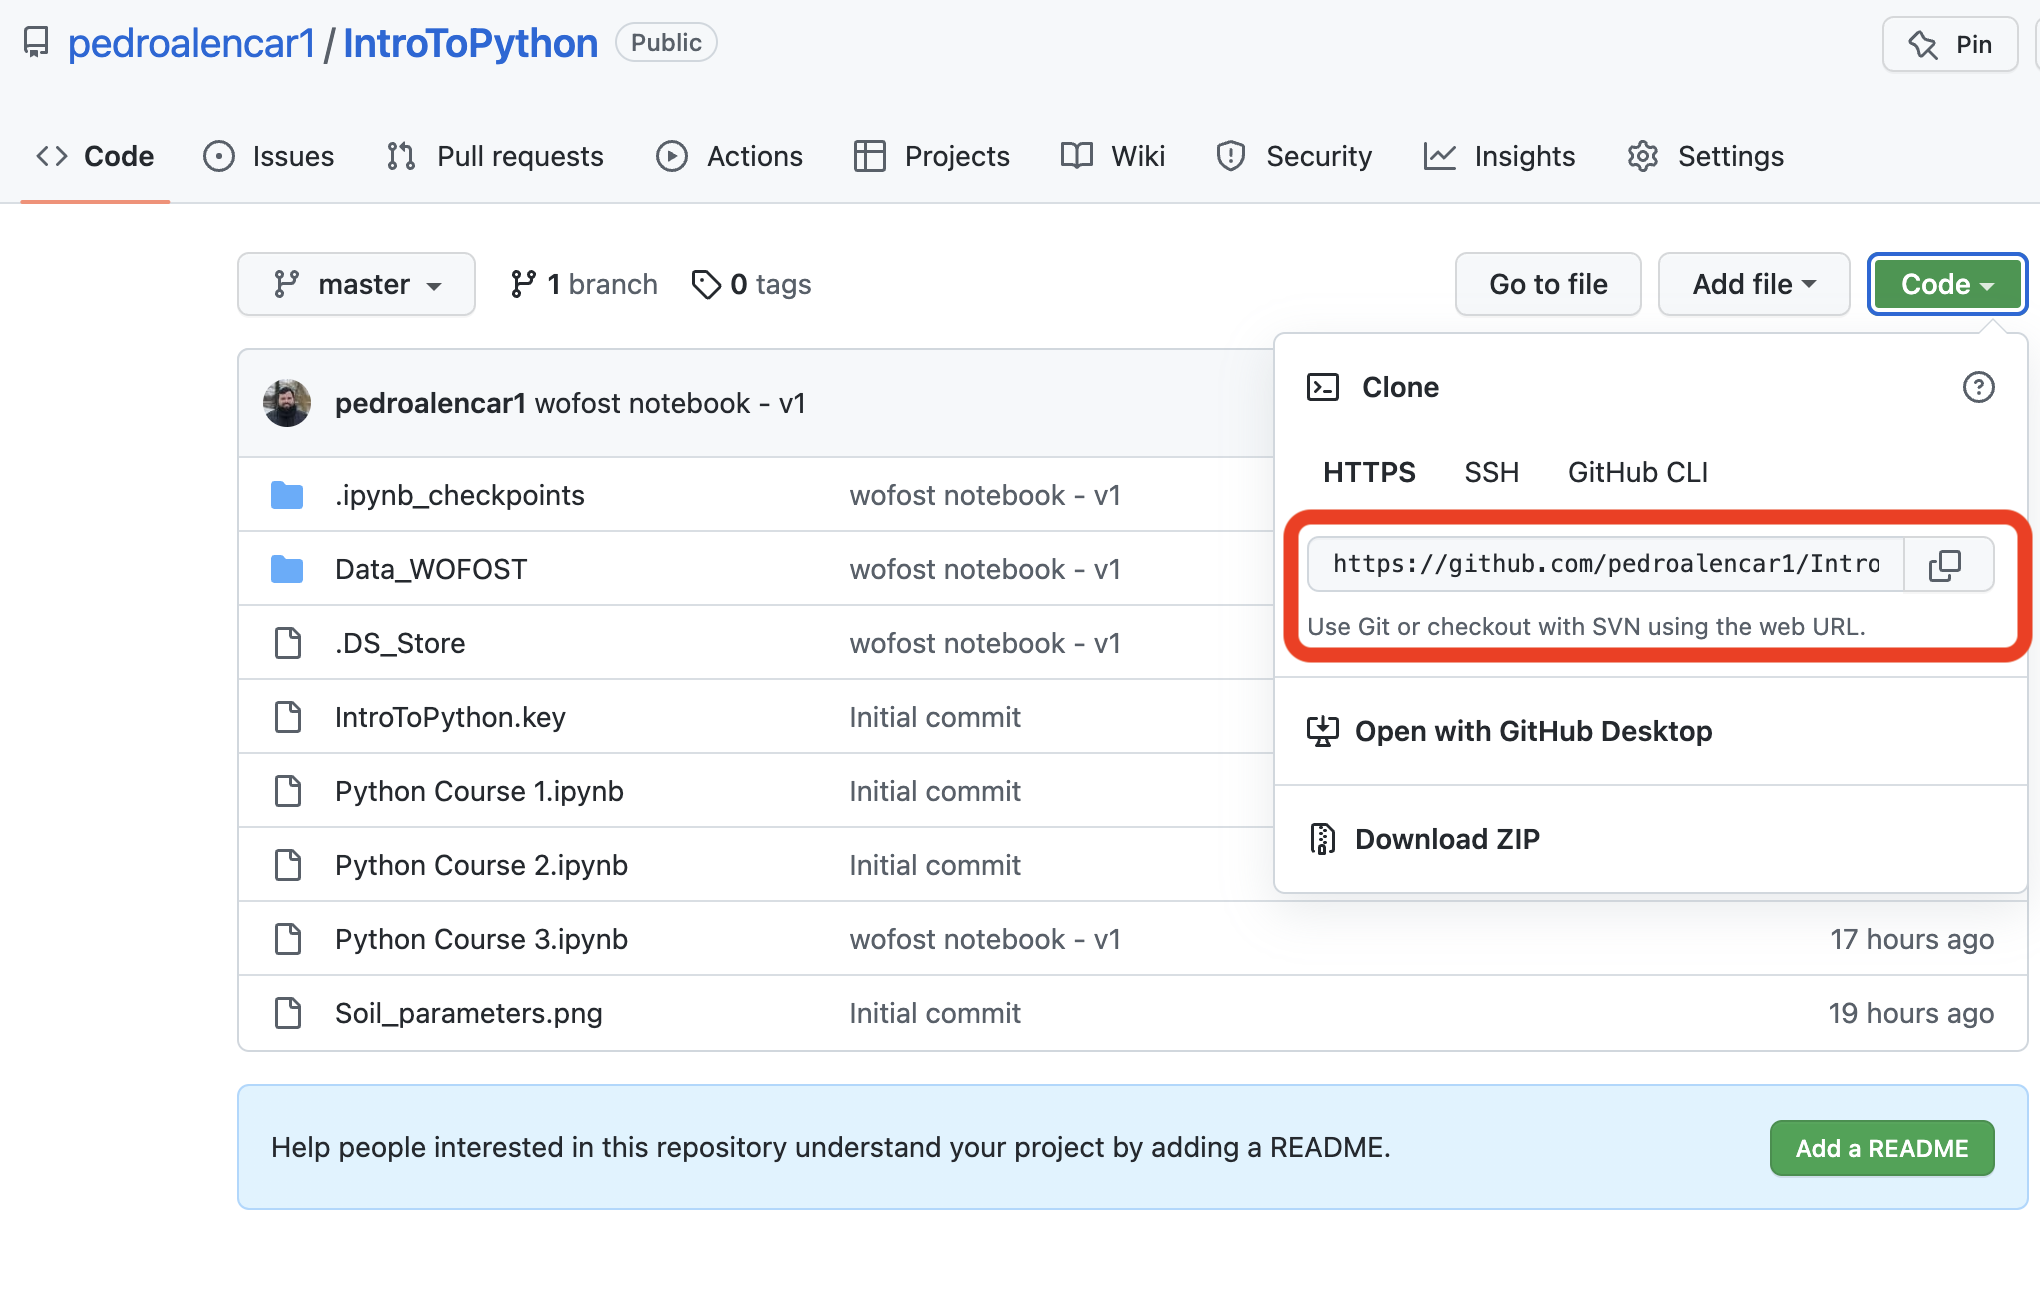 pedroalencar1 / IntroToPython Public Pin
Code Issues Pull requests Actions Projects Wiki Security Insights Settings
master 1 branch 0 tags Go to file Add file Code
pedroalencar1 wofost notebook - v1
.ipynb_checkpoints wofost notebook - v1
Data_WOFOST wofost notebook - v1
.DS_Store wofost notebook - v1
IntroToPython.key Initial commit
Python Course 1.ipynb Initial commit
Python Course 2.ipynb Initial commit
Python Course 3.ipynb wofost notebook - v1 17 hours ago
Soil_parameters.png Initial commit 19 hours ago
Clone
HTTPS SSH GitHub CLI
https://github.com/pedroalencar1/Intro
Use Git or checkout with SVN using the web URL.
Open with GitHub Desktop
Download ZIP
Help people interested in this repository understand your project by adding a README. Add a README